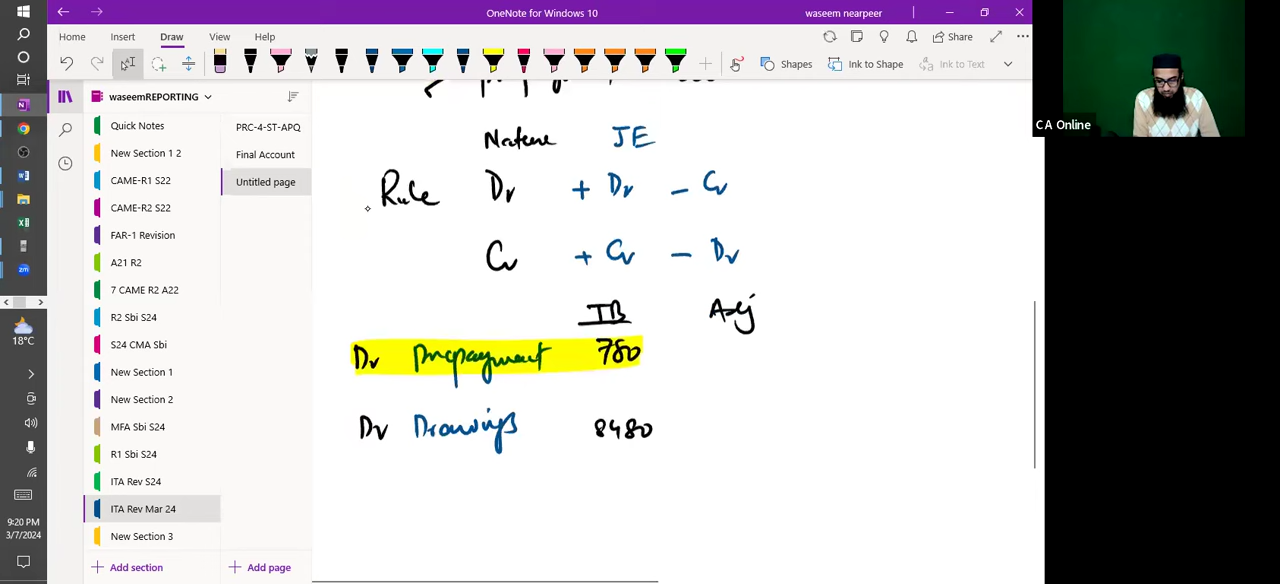 OneNote for Windows 10
waseem nearpeer
Home Insert Draw View Help
Share
Shapes Ink to Shape Ink to Text
waseemREPORTING
Quick Notes
New Section 1 2
CAME-R1 S22
CAME-R2 S22
FAR-1 Revision
A21 R2
7 CAME R2 A22
R2 Sbi S24
S24 CMA Sbi
New Section 1
New Section 2
MFA Sbi S24
R1 Sbi S24
ITA Rev S24
ITA Rev Mar 24
New Section 3
Add section
PRC-4-ST-APQ
Final Account
Untitled page
Add page
Nature JE
Rule Dr + Dr - Cr
Cr + Cr - Dr
TB Adj
Dr Prepayment 780
Dr Drawings 8480
CA Online
18°C
9:20 PM
3/7/2024